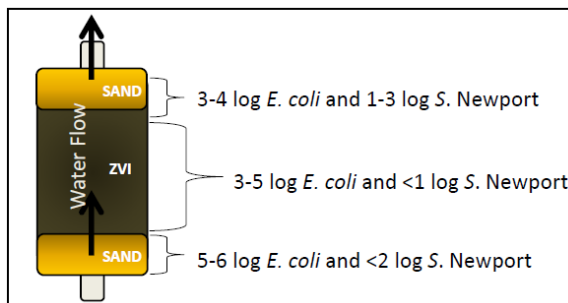 SAND
3-4 log E. coli and 1-3 log S. Newport
Water Flow
ZVI
3-5 log E. coli and <1 log S. Newport
SAND
5-6 log E. coli and <2 log S. Newport